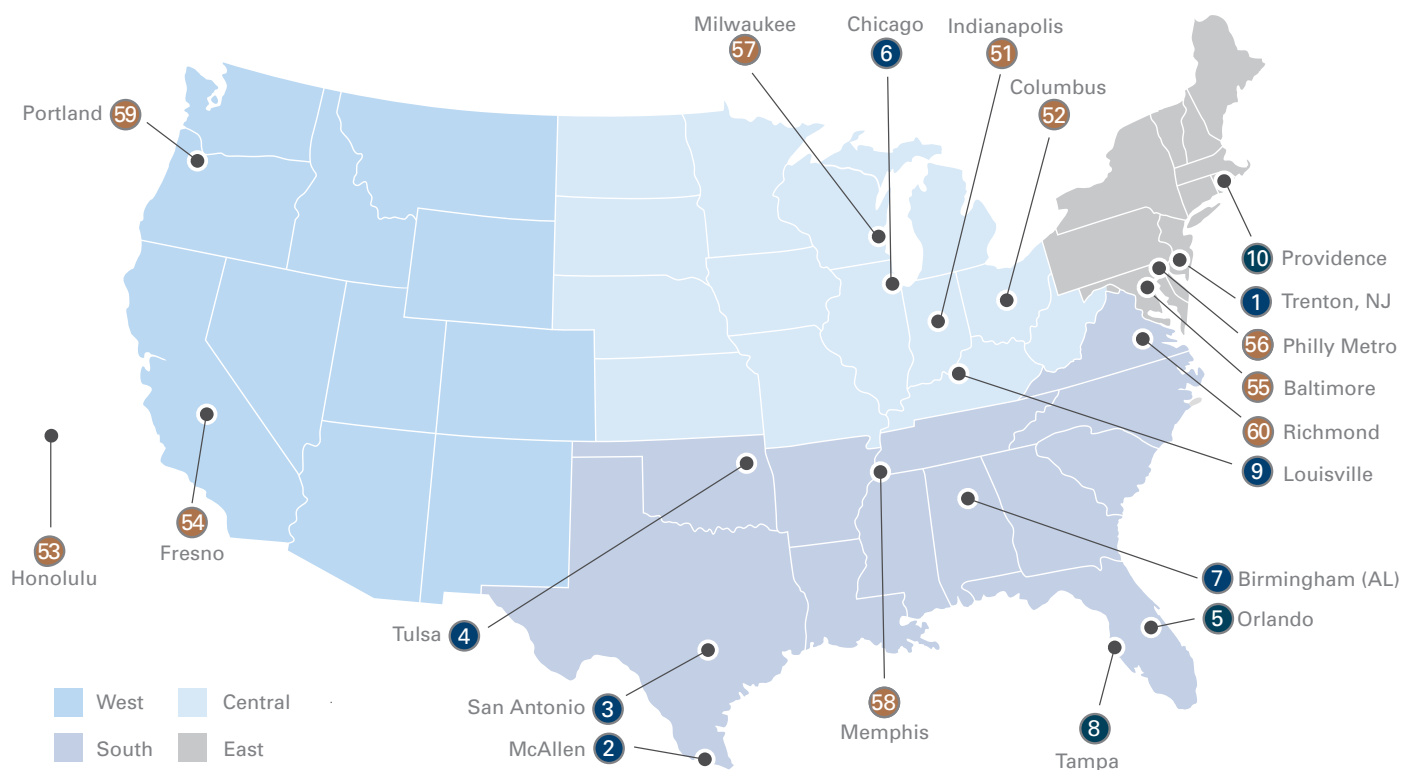 Milwaukee
57
Chicago
6
Indianapolis
51
Columbus
52
Portland 59
10 Providence
1 Trenton, NJ
56 Philly Metro
55 Baltimore
60 Richmond
9 Louisville
54
Fresno
53
Honolulu
7 Birmingham (AL)
5 Orlando
Tulsa 4
San Antonio 3
McAllen 2
58
Memphis
8
Tampa
West
Central
South
East